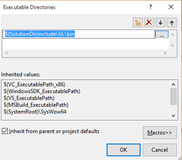 Executable Directories
$(SolutionDir)include\GL\bin
...
Inherited values:
$(VC_ExecutablePath_x86)
$(WindowsSDK_ExecutablePath)
$(VS_ExecutablePath)
$(MSBuild_ExecutablePath)
$(SystemRoot)\SysWow64
Inherit from parent or project defaults
Macros>>
OK
Cancel